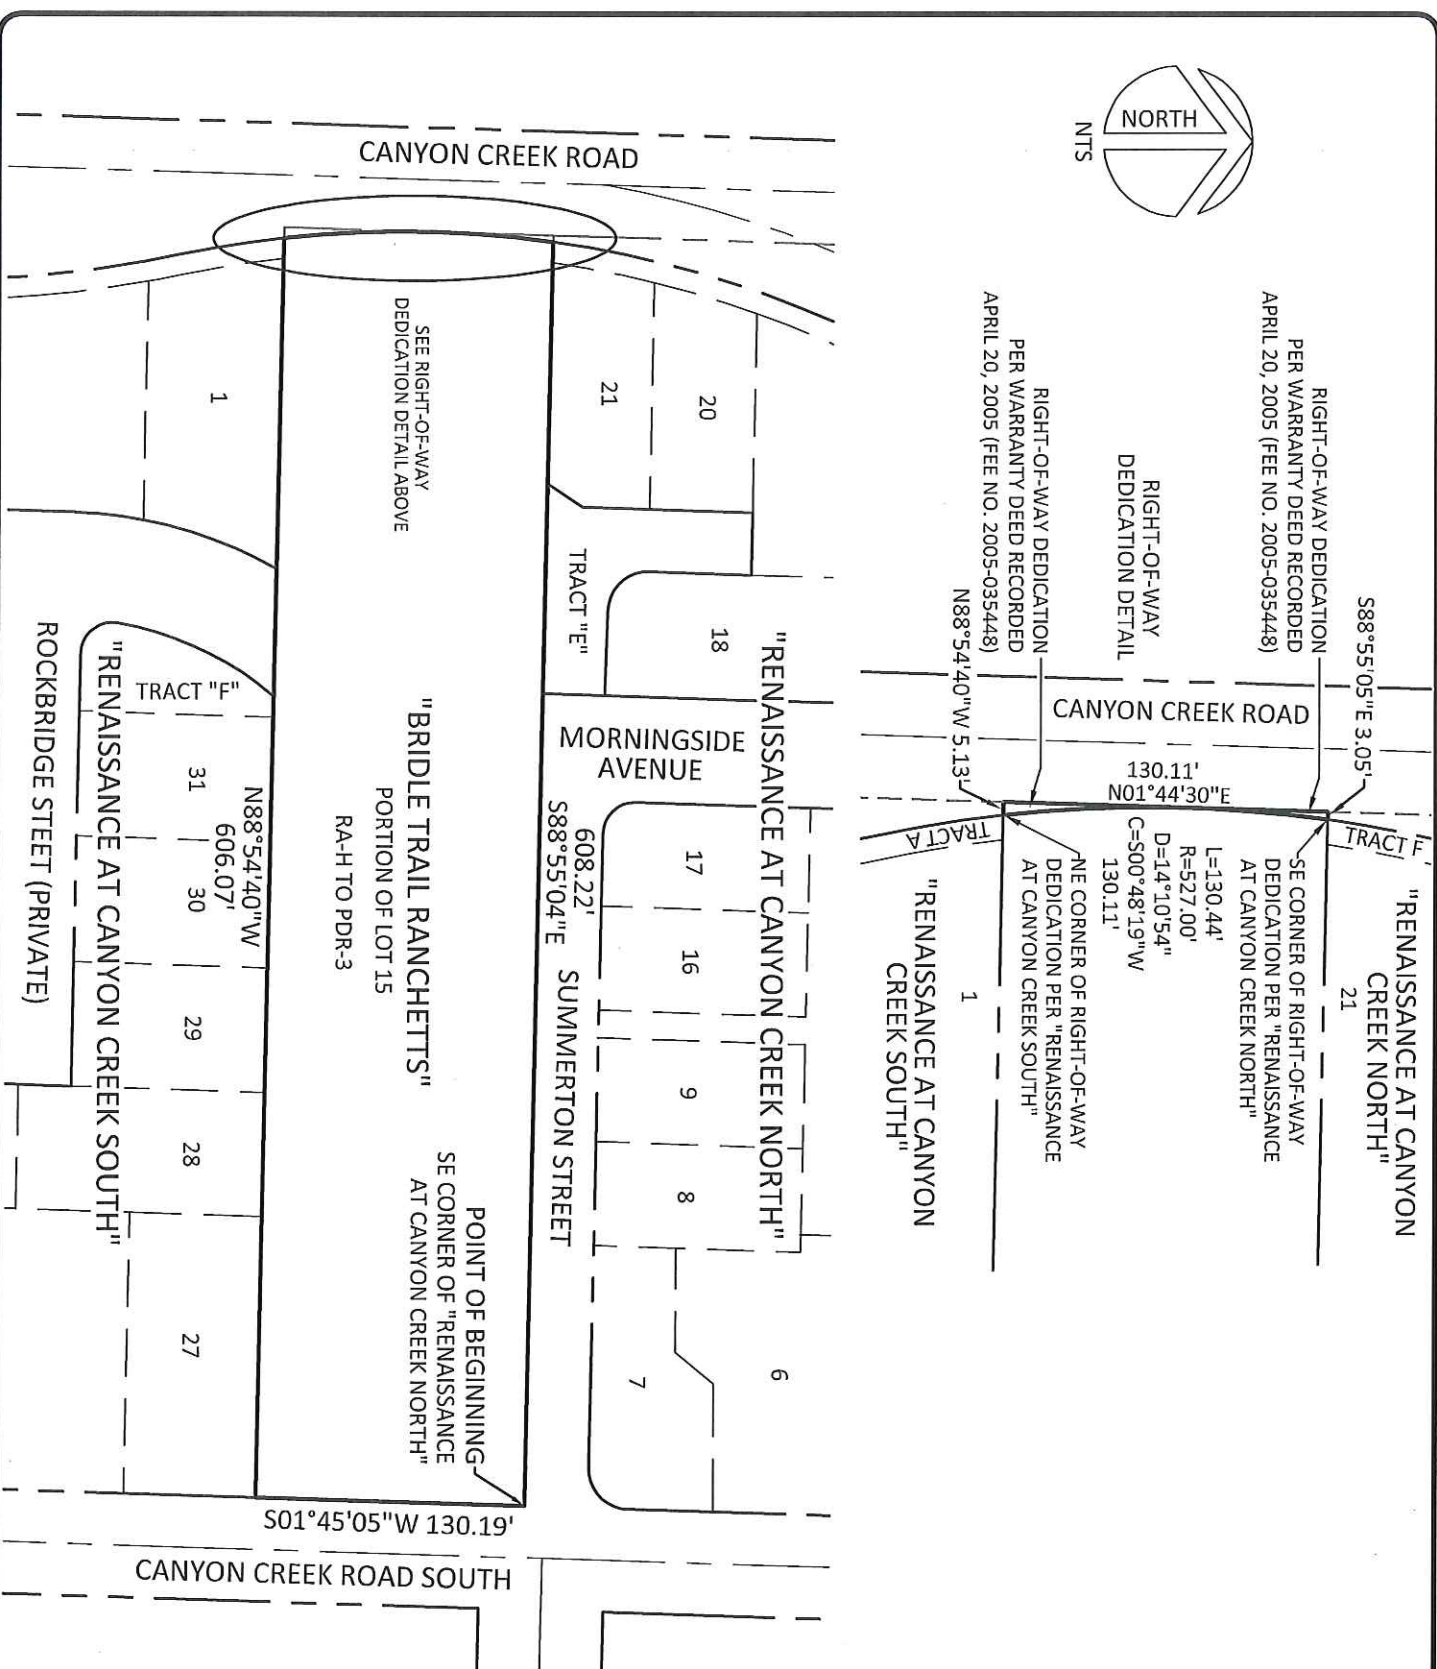 NORTH
NTS
S88°55'05"E 3.05'
RIGHT-OF-WAY DEDICATION
PER WARRANTY DEED RECORDED
APRIL 20, 2005 (FEE NO. 2005-035448)
RIGHT-OF-WAY
DEDICATION DETAIL
RIGHT-OF-WAY DEDICATION
PER WARRANTY DEED RECORDED
APRIL 20, 2005 (FEE NO. 2005-035448)
N88°54'40"W 5.13'
CANYON CREEK ROAD
130.11'
N01°44'30"E
TRACT F
TRACT A
"RENAISSANCE AT CANYON
CREEK NORTH"
21
SE CORNER OF RIGHT-OF-WAY
DEDICATION PER "RENAISSANCE
AT CANYON CREEK NORTH"
L=130.44'
R=527.00'
D=14°10'54"
C=S00°48'19"W
130.11'
NE CORNER OF RIGHT-OF-WAY
DEDICATION PER "RENAISSANCE
AT CANYON CREEK SOUTH"
1
"RENAISSANCE AT CANYON
CREEK SOUTH"
CANYON CREEK ROAD
SEE RIGHT-OF-WAY
DEDICATION DETAIL ABOVE
20
21
1
TRACT "E"
18
"RENAISSANCE AT CANYON CREEK NORTH"
MORNINGSIDE
AVENUE
17
16
9
8
6
7
608.22'
S88°55'04"E
SUMMERTON STREET
"BRIDLE TRAIL RANCHETTS"
PORTION OF LOT 15
RA-H TO PDR-3
POINT OF BEGINNING
SE CORNER OF "RENAISSANCE
AT CANYON CREEK NORTH"
N88°54'40"W
606.07'
TRACT "F"
31
30
29
28
27
"RENAISSANCE AT CANYON CREEK SOUTH"
ROCKBRIDGE STEET (PRIVATE)
S01°45'05"W 130.19'
CANYON CREEK ROAD SOUTH